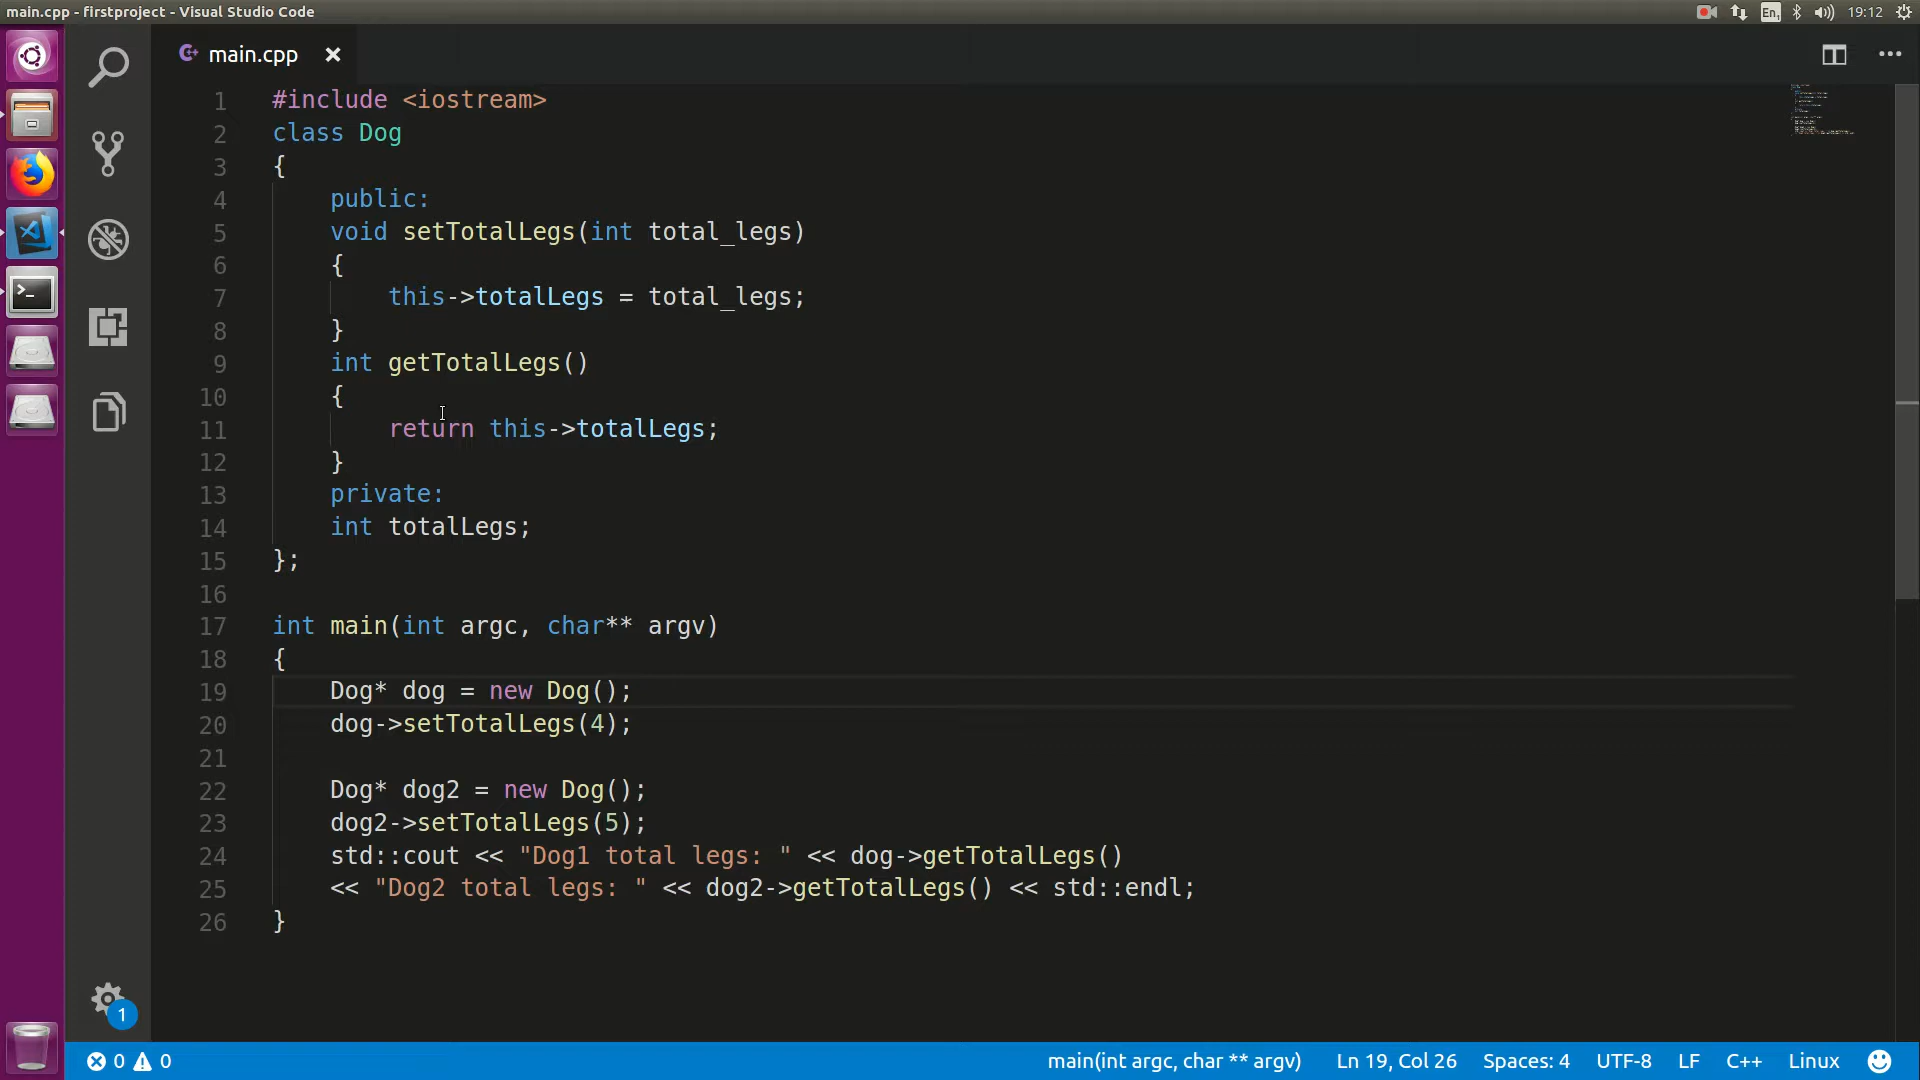 main.cpp - firstproject - Visual Studio Code
En1
19:12
main.cpp
1 #include <iostream>
2 class Dog
3 {
4     public:
5     void setTotalLegs(int total_legs)
6     {
7         this->totalLegs = total_legs;
8     }
9     int getTotalLegs()
10     {
11         return this->totalLegs;
12     }
13     private:
14     int totalLegs;
15 };
16
17 int main(int argc, char** argv)
18 {
19     Dog* dog = new Dog();
20     dog->setTotalLegs(4);
21
22     Dog* dog2 = new Dog();
23     dog2->setTotalLegs(5);
24     std::cout << "Dog1 total legs: " << dog->getTotalLegs()
25     << "Dog2 total legs: " << dog2->getTotalLegs() << std::endl;
26 }
1
0 0 main(int argc, char ** argv) Ln 19, Col 26 Spaces: 4 UTF-8 LF C++ Linux